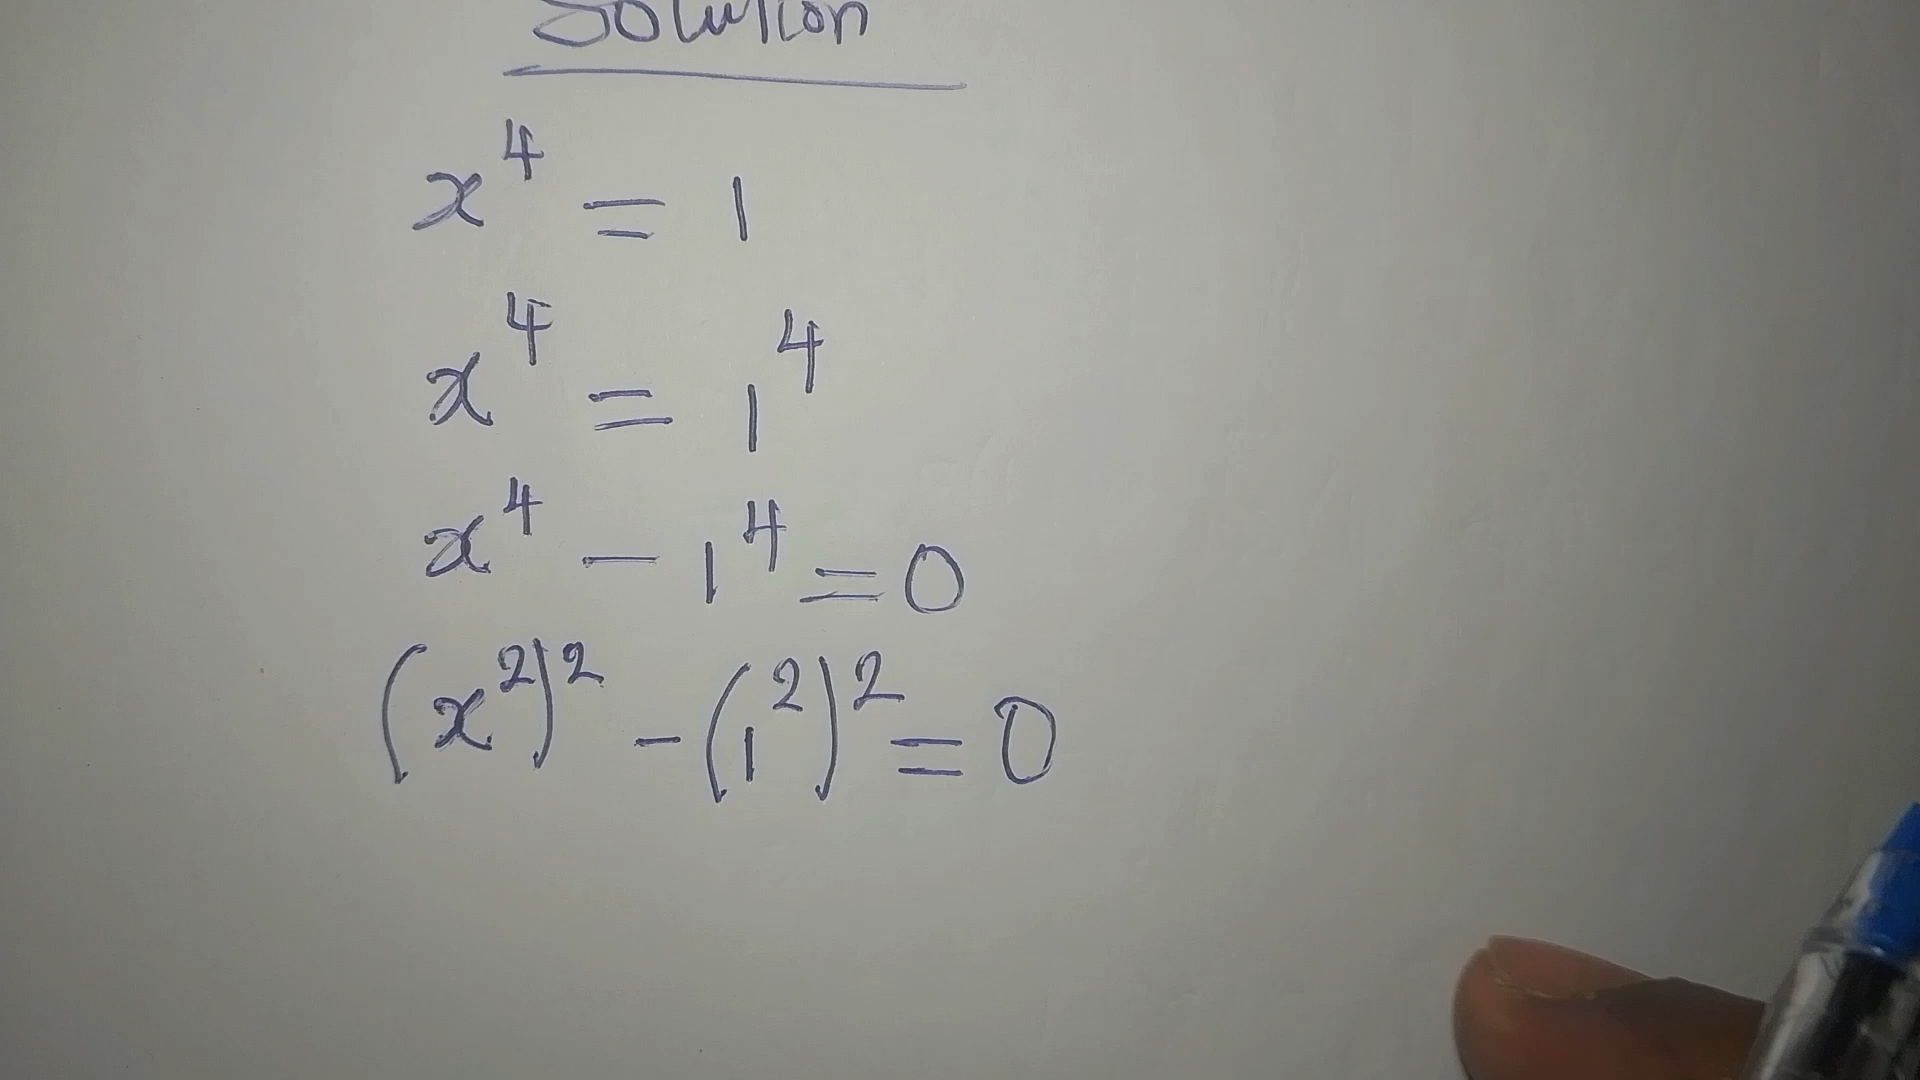 Solution
x⁴ = 1
x⁴ = 1⁴
x⁴ - 1⁴ = 0
(x²)² - (1²)² = 0